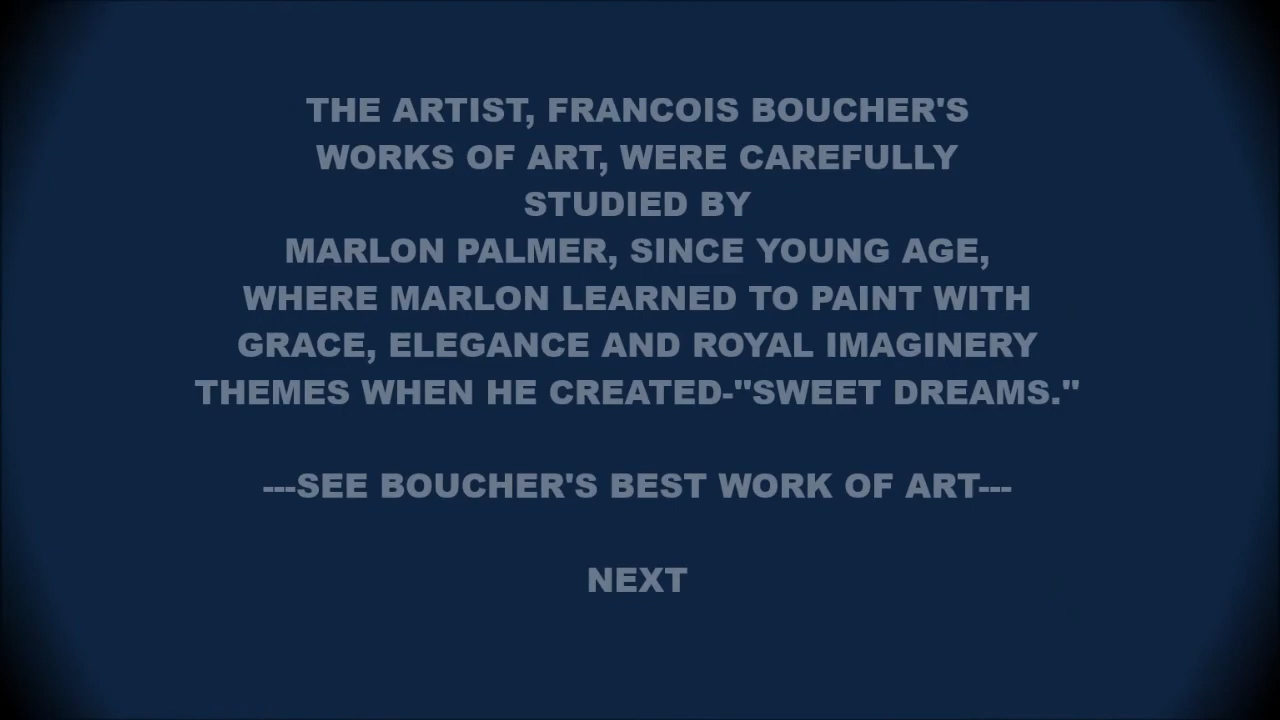 THE ARTIST, FRANCOIS BOUCHER'S
WORKS OF ART, WERE CAREFULLY
STUDIED BY
MARLON PALMER, SINCE YOUNG AGE,
WHERE MARLON LEARNED TO PAINT WITH
GRACE, ELEGANCE AND ROYAL IMAGINERY
THEMES WHEN HE CREATED-"SWEET DREAMS."
---SEE BOUCHER'S BEST WORK OF ART---
NEXT